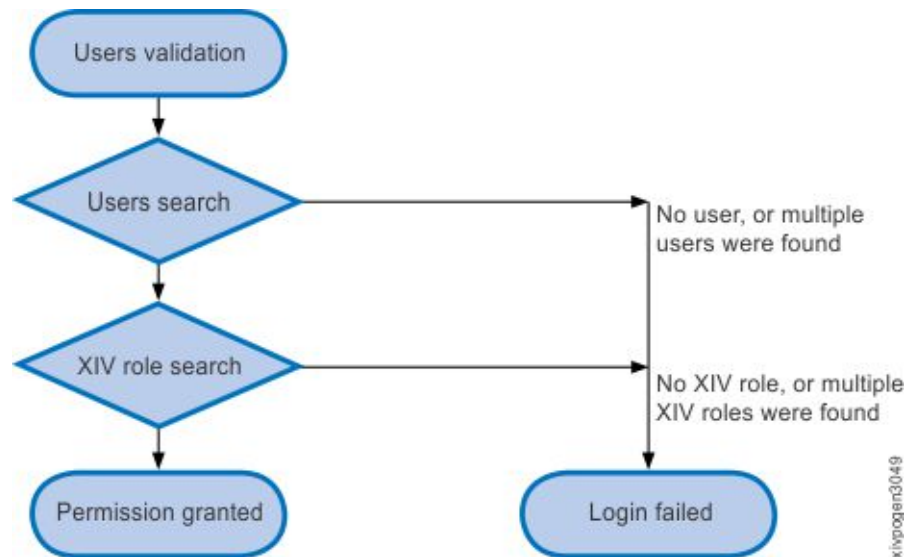 Users validation
Users search
No user, or multiple
users were found
XIV role search
No XIV role, or multiple
XIV roles were found
Permission granted
Login failed
xivpogen3049